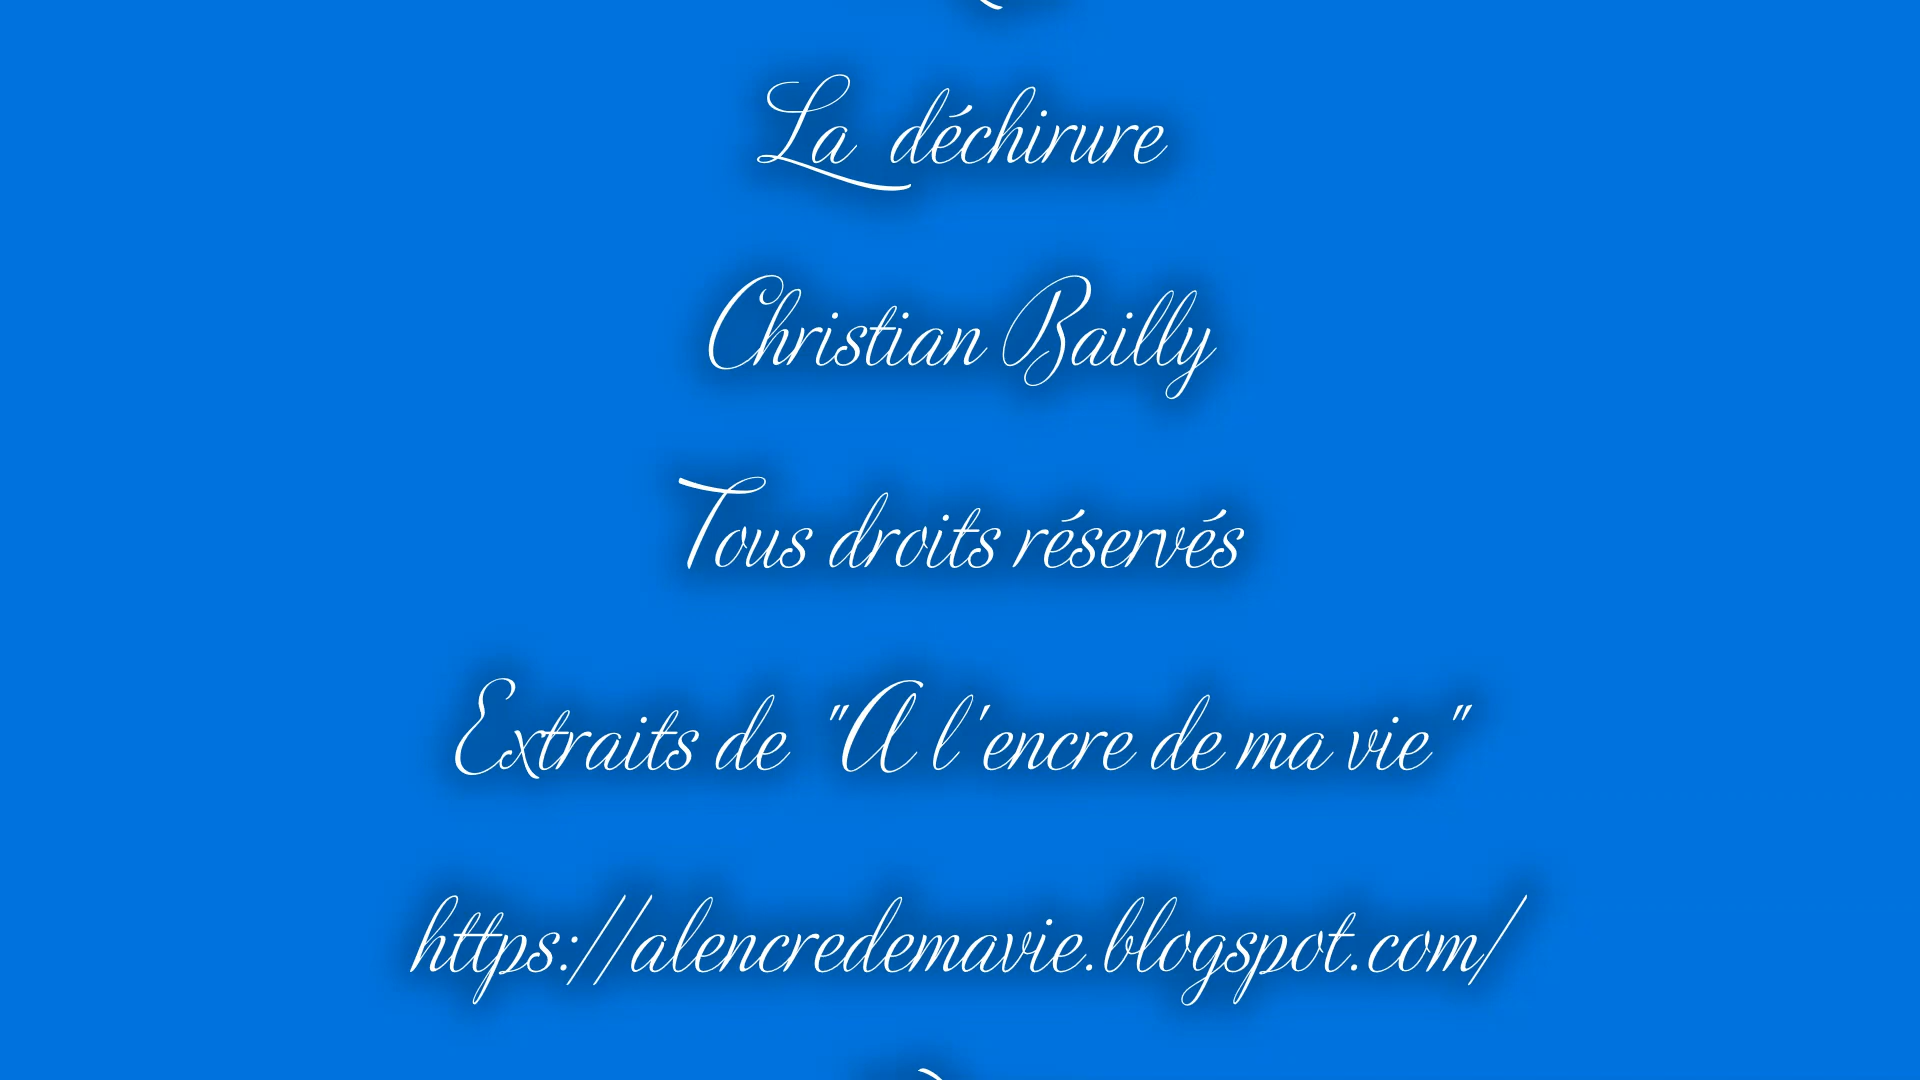 La déchirure
Christian Bailly
Tous droits réservés
Extraits de "A l'encre de ma vie"
https://alencredemavie.blogspot.com/